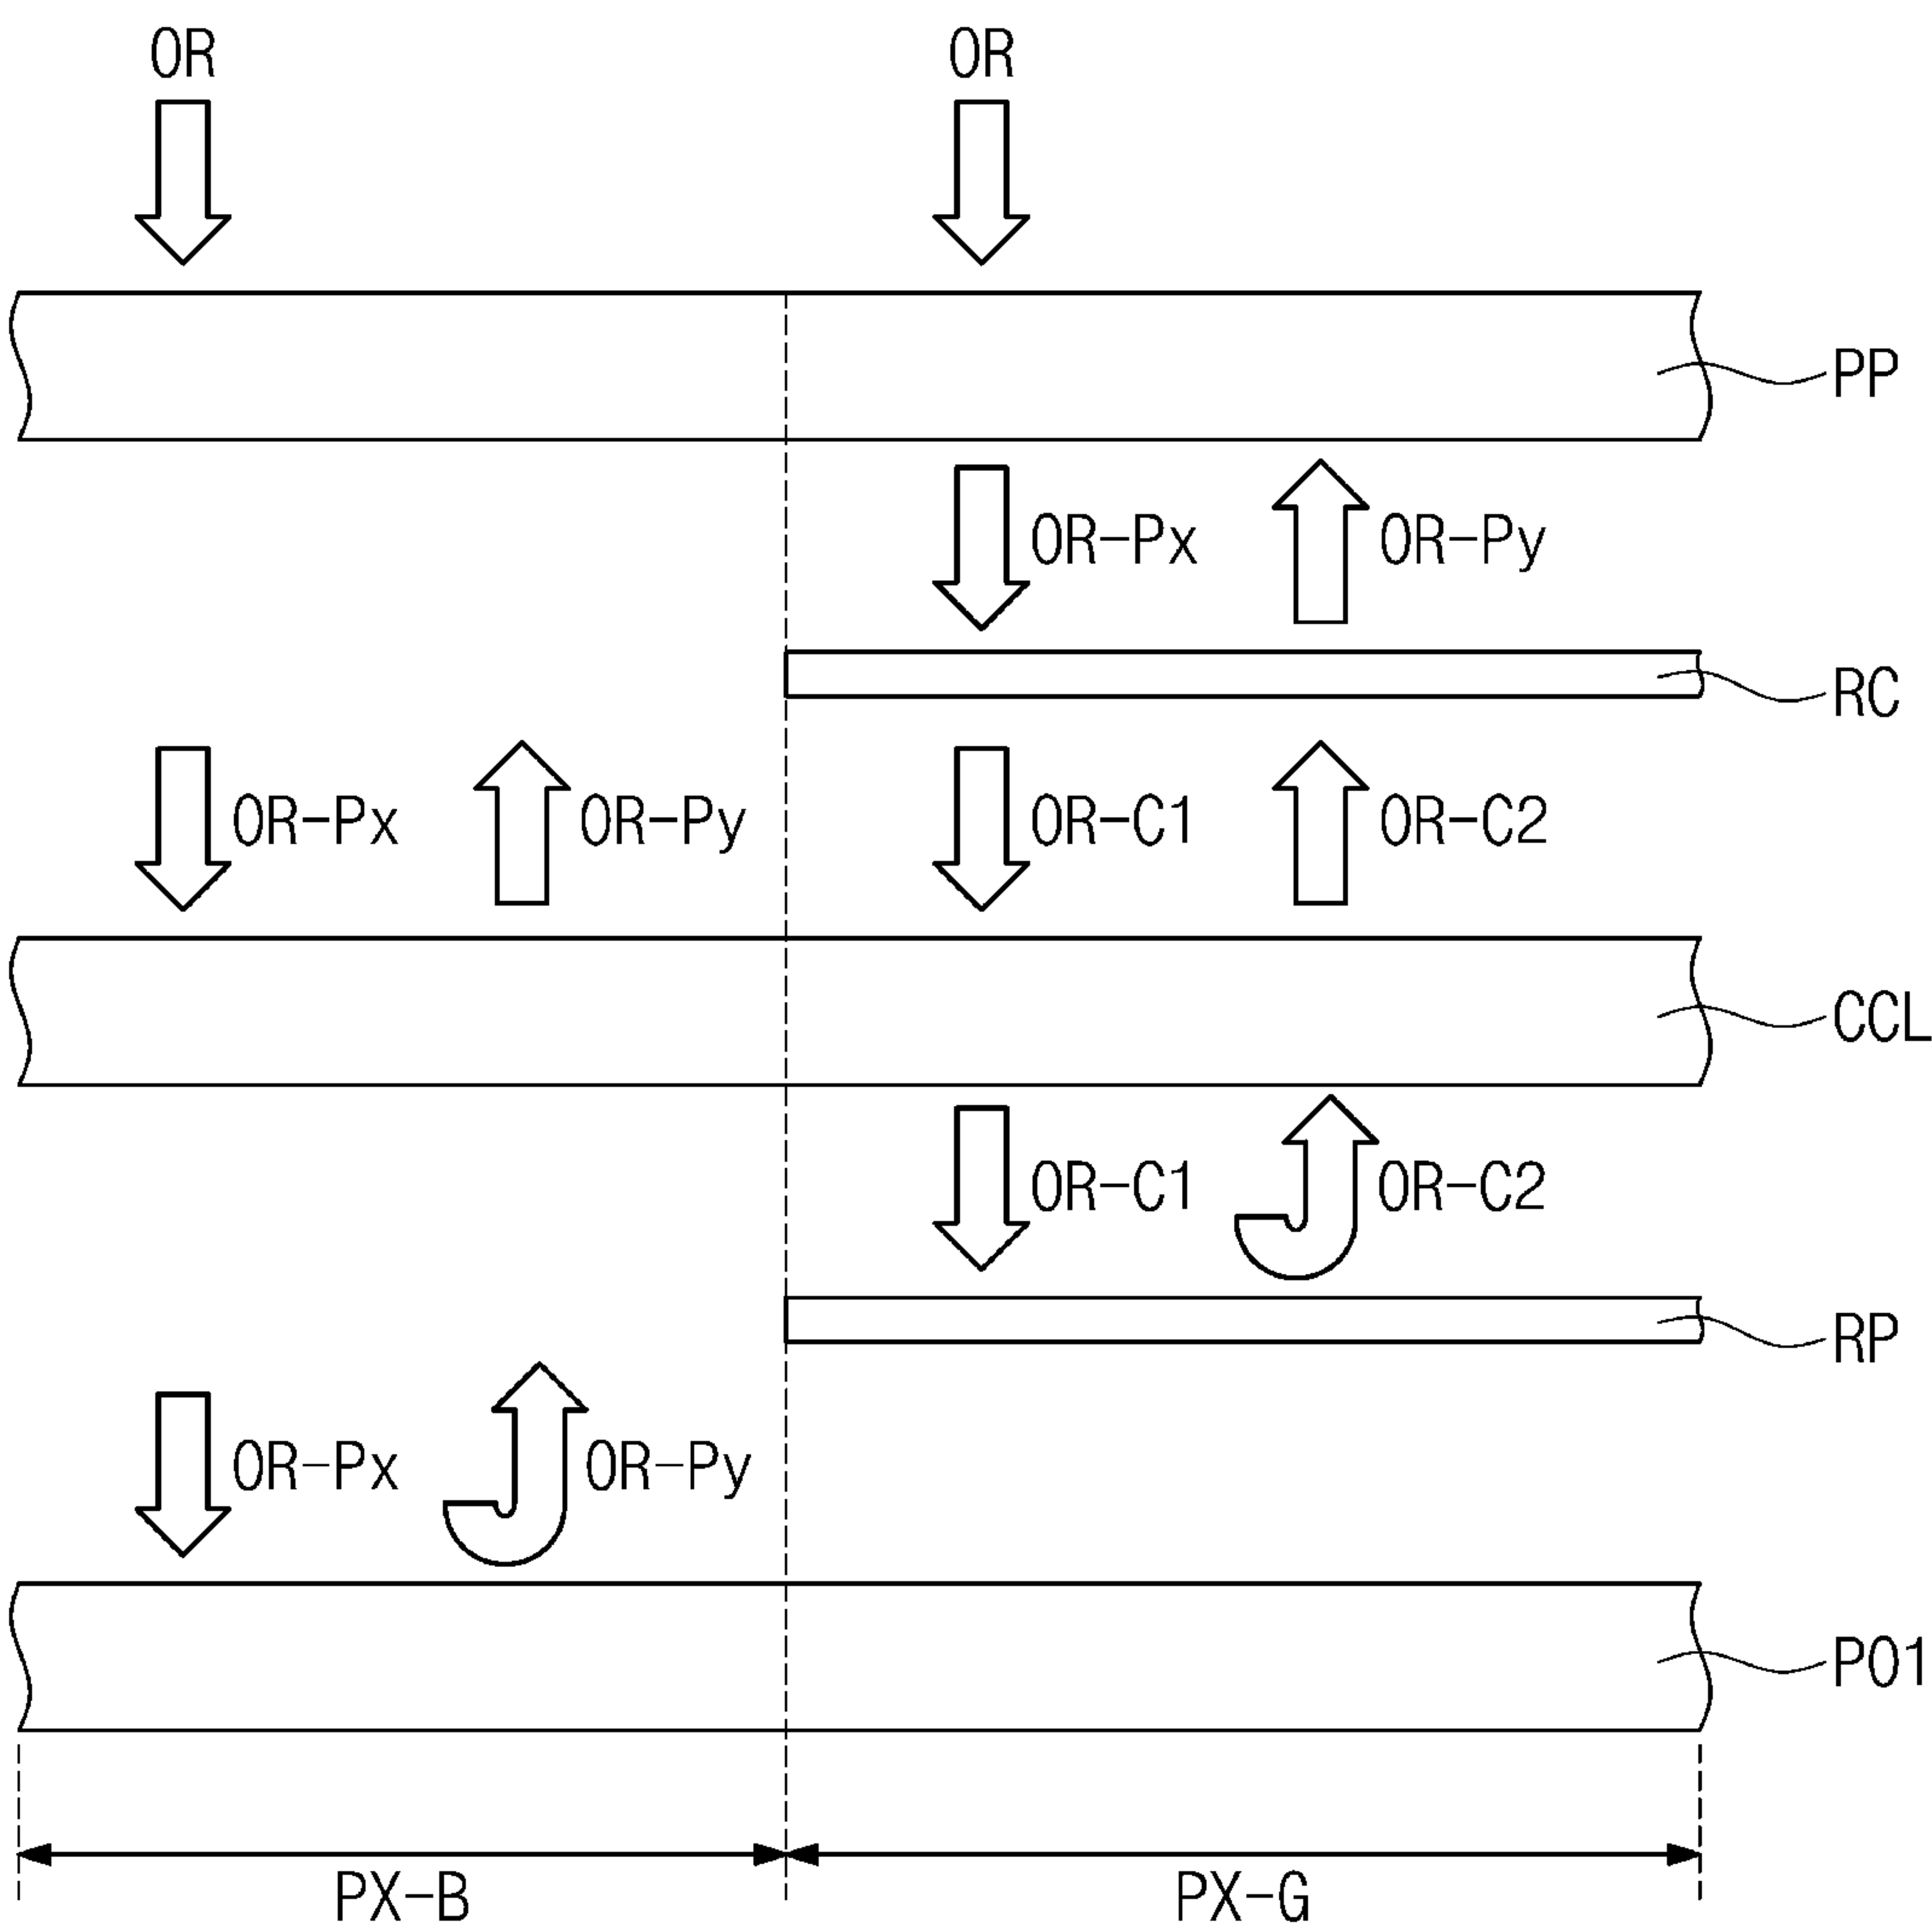 OR OR
PP
OR-Px OR-Py
RC
OR-Px OR-Py OR-C1 OR-C2
CCL
OR-C1 OR-C2
RP
OR-Px OR-Py
PO1
PX-B PX-G